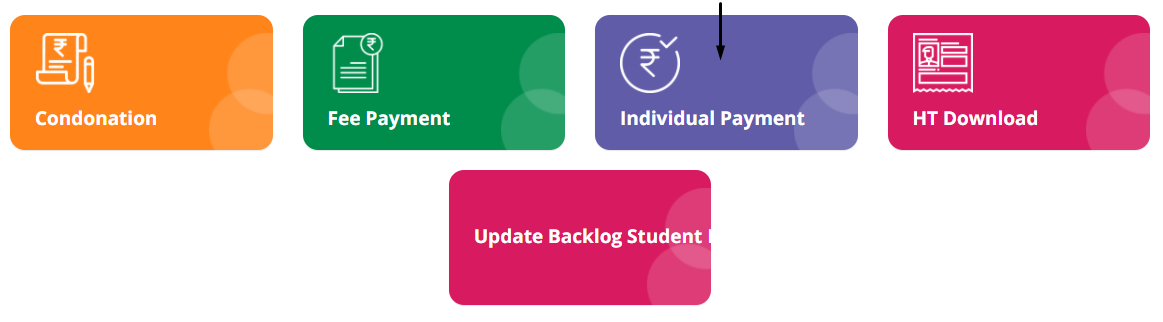 Condonation
Fee Payment
Individual Payment
HT Download
Update Backlog Student